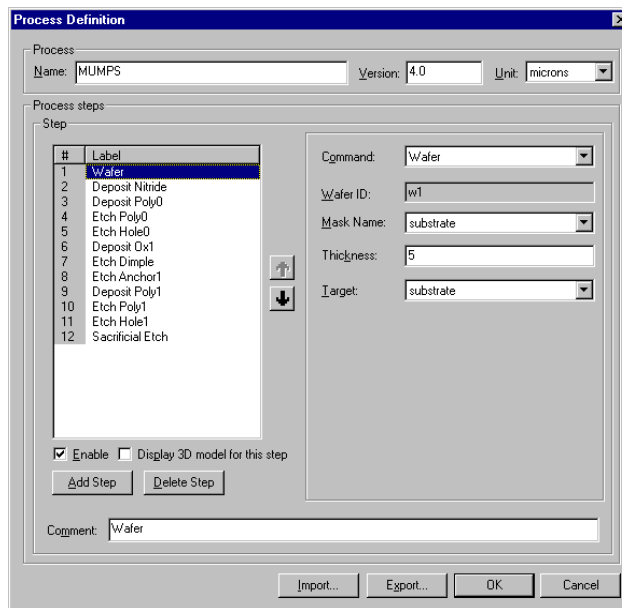 Process Definition
Process
Name: MUMPS Version: 4.0 Unit: microns
Process steps
Step
# Label
1 Wafer
2 Deposit Nitride
3 Deposit Poly0
4 Etch Poly0
5 Etch Hole0
6 Deposit Ox1
7 Etch Dimple
8 Etch Anchor1
9 Deposit Poly1
10 Etch Poly1
11 Etch Hole1
12 Sacrificial Etch
Enable Display 3D model for this step
Add Step Delete Step
Command: Wafer
Wafer ID: w1
Mask Name: substrate
Thickness: 5
Target: substrate
Comment: Wafer
Import... Export... OK Cancel